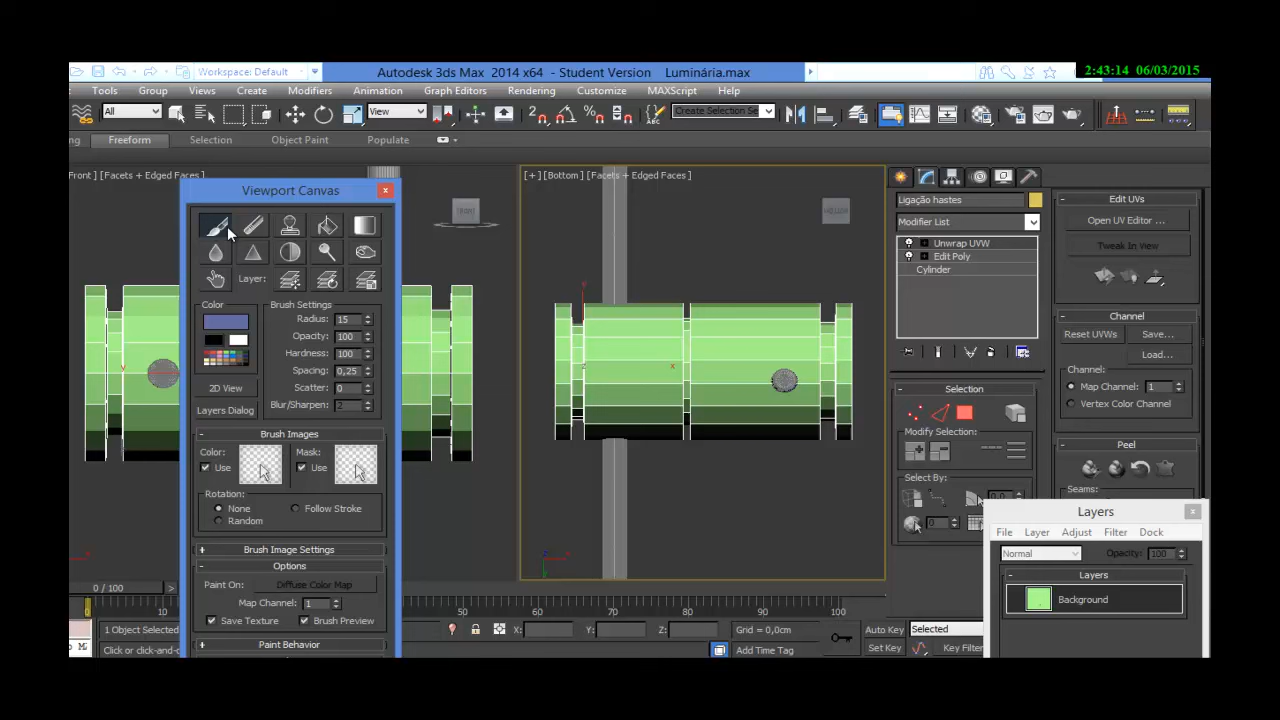 2:43:14 06/03/2015
Workspace: Default
Autodesk 3ds Max 2014 x64 - Student Version Luminária.max
Tools Group Views Create Modifiers Animation Graph Editors Rendering Customize MAXScript Help
All
View
Create Selection Se
Freeform Selection Object Paint Populate
Front ] [Facets + Edged Faces ]
[ + ] [Bottom ] [Facets + Edged Faces ]
FRONT
Viewport Canvas
Layer:
Color
Brush Settings
Radius: 15
Opacity: 100
Hardness: 100
Spacing: 0,25
Scatter: 0
Blur/Sharpen: 2
2D View
Layers Dialog
Brush Images
Color:
Use
Mask:
Use
Rotation:
None
Follow Stroke
Random
Brush Image Settings
Options
Paint On: Diffuse Color Map
Map Channel: 1
Save Texture
Brush Preview
Paint Behavior
Ligação hastes
Modifier List
Unwrap UVW
Edit Poly
Cylinder
Selection
Modify Selection:
Select By:
0
Edit UVs
Open UV Editor ...
Tweak In View
Channel
Reset UVWs
Save...
Load...
Channel:
Map Channel: 1
Vertex Color Channel
Peel
Seams:
Layers
File Layer Adjust Filter Dock
Normal
Opacity: 100
Layers
Background
0 / 100
0 10 50 60 70 80 90 100
1 Object Selected
X: Y: Z:
Grid = 0,0cm
Auto Key
Selected
Click or click-and-
Add Time Tag
Set Key
Key Filter